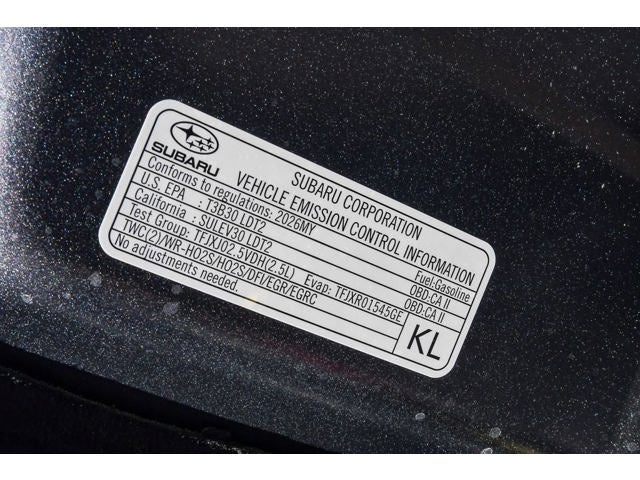 SUBARU
SUBARU CORPORATION
VEHICLE EMISSION CONTROL INFORMATION
Conforms to regulations: 2026MY
Fuel:Gasoline
U.S. EPA : T3B30 LDT2
OBD:CA II
California : SULEV30 LDT2
OBD:CA II
Test Group: TFJXJ02.5VDH(2.5L) Evap: TFJXR01545GE
TWC(2)/WR-HO2S/HO2S/DFI/EGR/EGRC
No adjustments needed.
KL